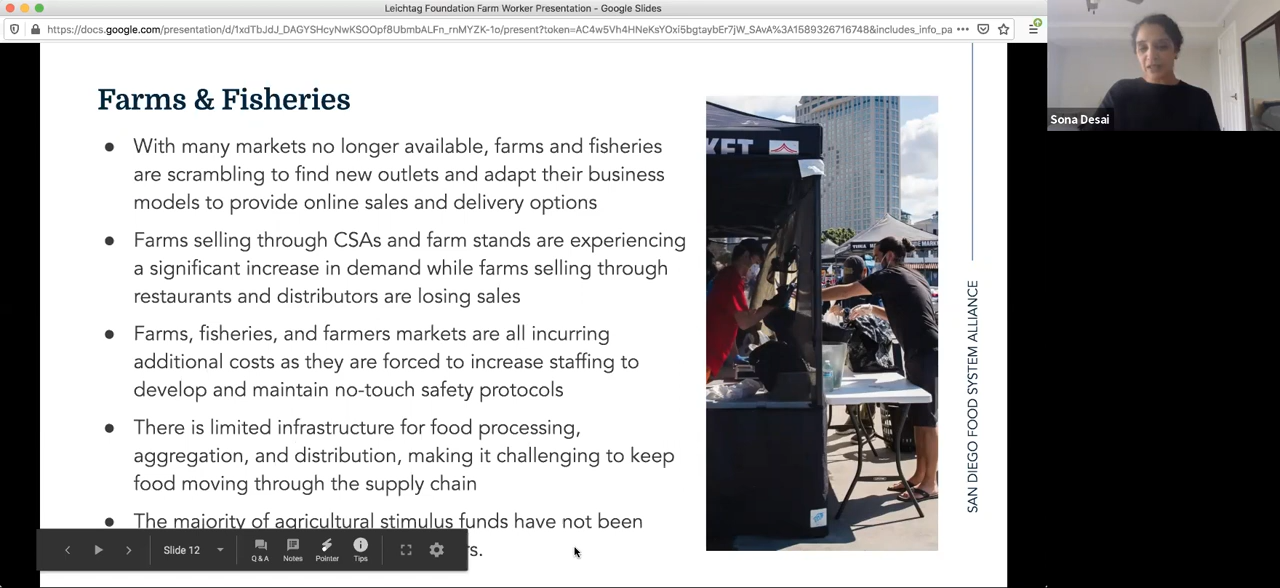 Leichtag Foundation Farm Worker Presentation - Google Slides
https://docs.google.com/presentation/d/1xdTbJdJ_DAGYSHcyNwKSOOpf8UbmbALFn_rnMYZK-1o/present?token=AC4w5Vh4HNeKsYOxi5bgtaybEr7jW_SAvA%3A1589326716748&includes_info_pa
Sona Desai
Farms & Fisheries
● With many markets no longer available, farms and fisheries
are scrambling to find new outlets and adapt their business
models to provide online sales and delivery options
● Farms selling through CSAs and farm stands are experiencing
a significant increase in demand while farms selling through
restaurants and distributors are losing sales
● Farms, fisheries, and farmers markets are all incurring
additional costs as they are forced to increase staffing to
develop and maintain no-touch safety protocols
● There is limited infrastructure for food processing,
aggregation, and distribution, making it challenging to keep
food moving through the supply chain
● The majority of agricultural stimulus funds have not been
rs.
KET
SAN DIEGO FOOD SYSTEM ALLIANCE
Slide 12
Q & A
Notes
Pointer
Tips